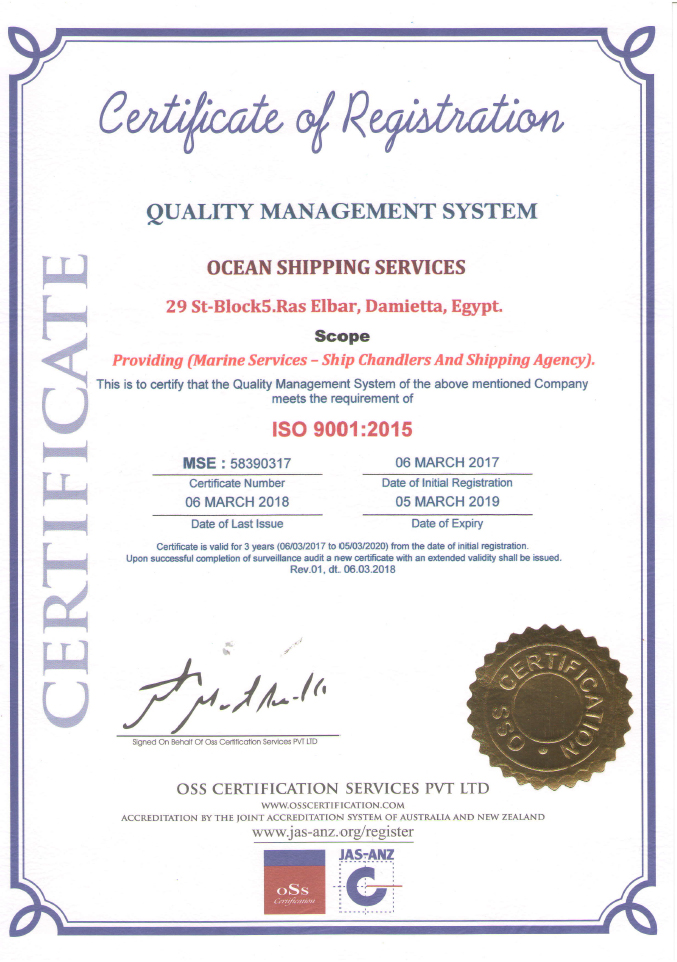 Certificate of Registration
QUALITY MANAGEMENT SYSTEM
CERTIFICATE
OCEAN SHIPPING SERVICES
29 St-Block5.Ras Elbar, Damietta, Egypt.
Scope
Providing (Marine Services – Ship Chandlers And Shipping Agency).
This is to certify that the Quality Management System of the above mentioned Company
meets the requirement of
ISO 9001:2015
MSE : 58390317
06 MARCH 2017
Certificate Number
Date of Initial Registration
06 MARCH 2018
05 MARCH 2019
Date of Last Issue
Date of Expiry
Certificate is valid for 3 years (06/03/2017 to 05/03/2020) from the date of initial registration.
Upon successful completion of surveillance audit a new certificate with an extended validity shall be issued.
Rev.01, dt. 06.03.2018
Signed On Behalf Of Oss Certification Services PVT LTD
OSS CERTIFICATION
OSS CERTIFICATION SERVICES PVT LTD
WWW.OSSCERTIFICATION.COM
ACCREDITATION BY THE JOINT ACCREDITATION SYSTEM OF AUSTRALIA AND NEW ZEALAND
www.jas-anz.org/register
JAS-ANZ
oSs
Certification